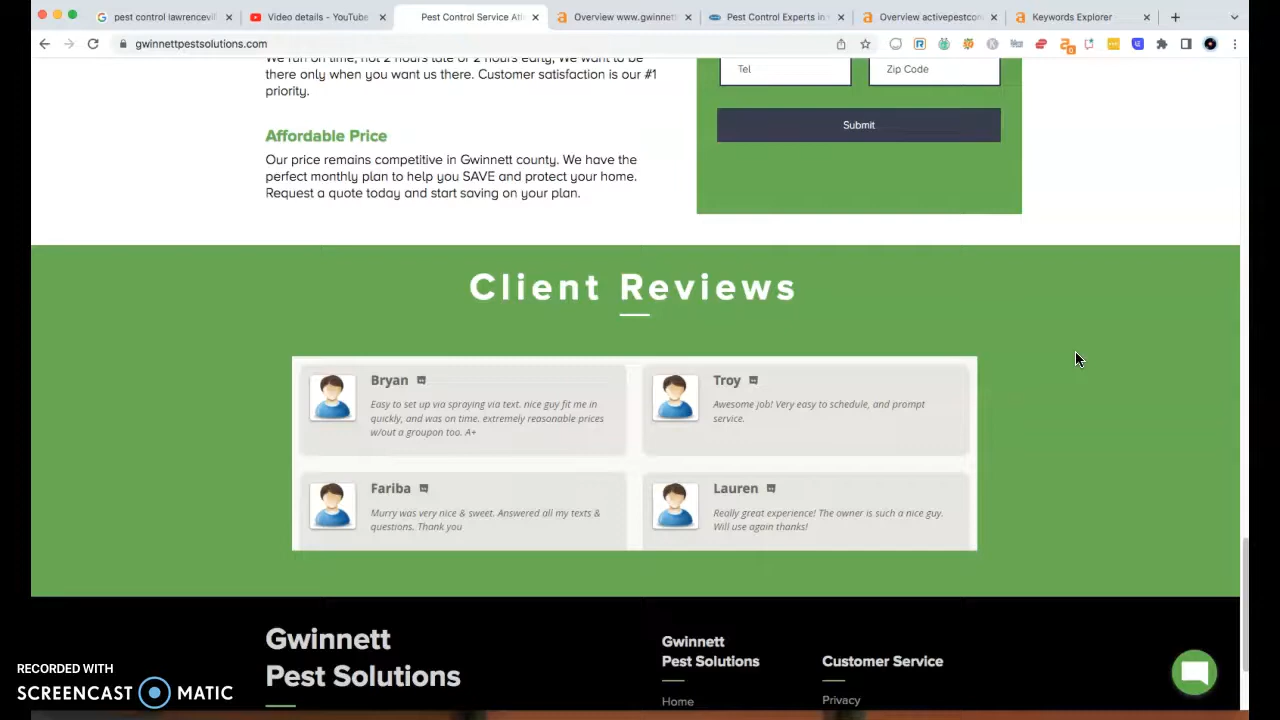 pest control lawrencevil
Video details - YouTube
Pest Control Service Atl
Overview www.gwinnett
Pest Control Experts in
Overview activepestcon
Keywords Explorer
gwinnettpestsolutions.com
We run on time, not 2 hours late or 2 hours early, We want to be
there only when you want us there. Customer satisfaction is our #1
priority.
Tel
Zip Code
Submit
Affordable Price
Our price remains competitive in Gwinnett county. We have the
perfect monthly plan to help you SAVE and protect your home.
Request a quote today and start saving on your plan.
Client Reviews
Bryan
Easy to set up via spraying via text. nice guy fit me in
quickly, and was on time. extremely reasonable prices
w/out a groupon too. A+
Troy
Awesome job! Very easy to schedule, and prompt
service.
Fariba
Murry was very nice & sweet. Answered all my texts &
questions. Thank you
Lauren
Really great experience! The owner is such a nice guy.
Will use again thanks!
Gwinnett
Pest Solutions
Gwinnett
Pest Solutions
Home
Customer Service
Privacy
RECORDED WITH
SCREENCAST MATIC